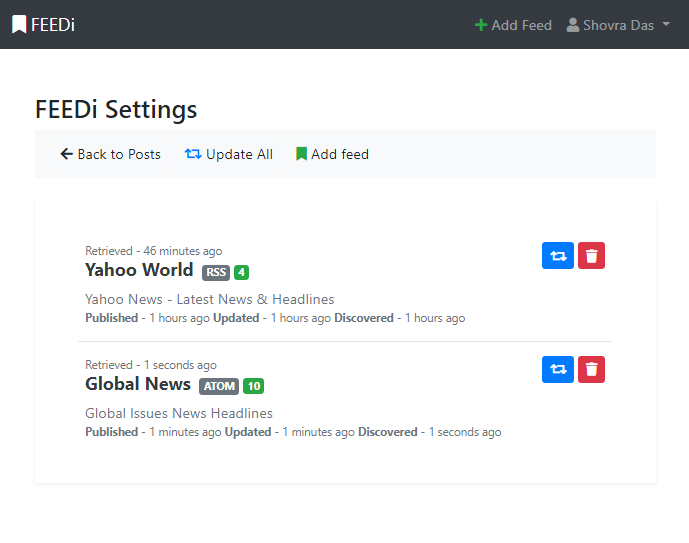 FEEDi
Add Feed
Shovra Das
FEEDi Settings
Back to Posts Update All Add feed
Retrieved - 46 minutes ago
Yahoo World RSS 4
Yahoo News - Latest News & Headlines
Published - 1 hours ago Updated - 1 hours ago Discovered - 1 hours ago
Retrieved - 1 seconds ago
Global News ATOM 10
Global Issues News Headlines
Published - 1 minutes ago Updated - 1 minutes ago Discovered - 1 seconds ago